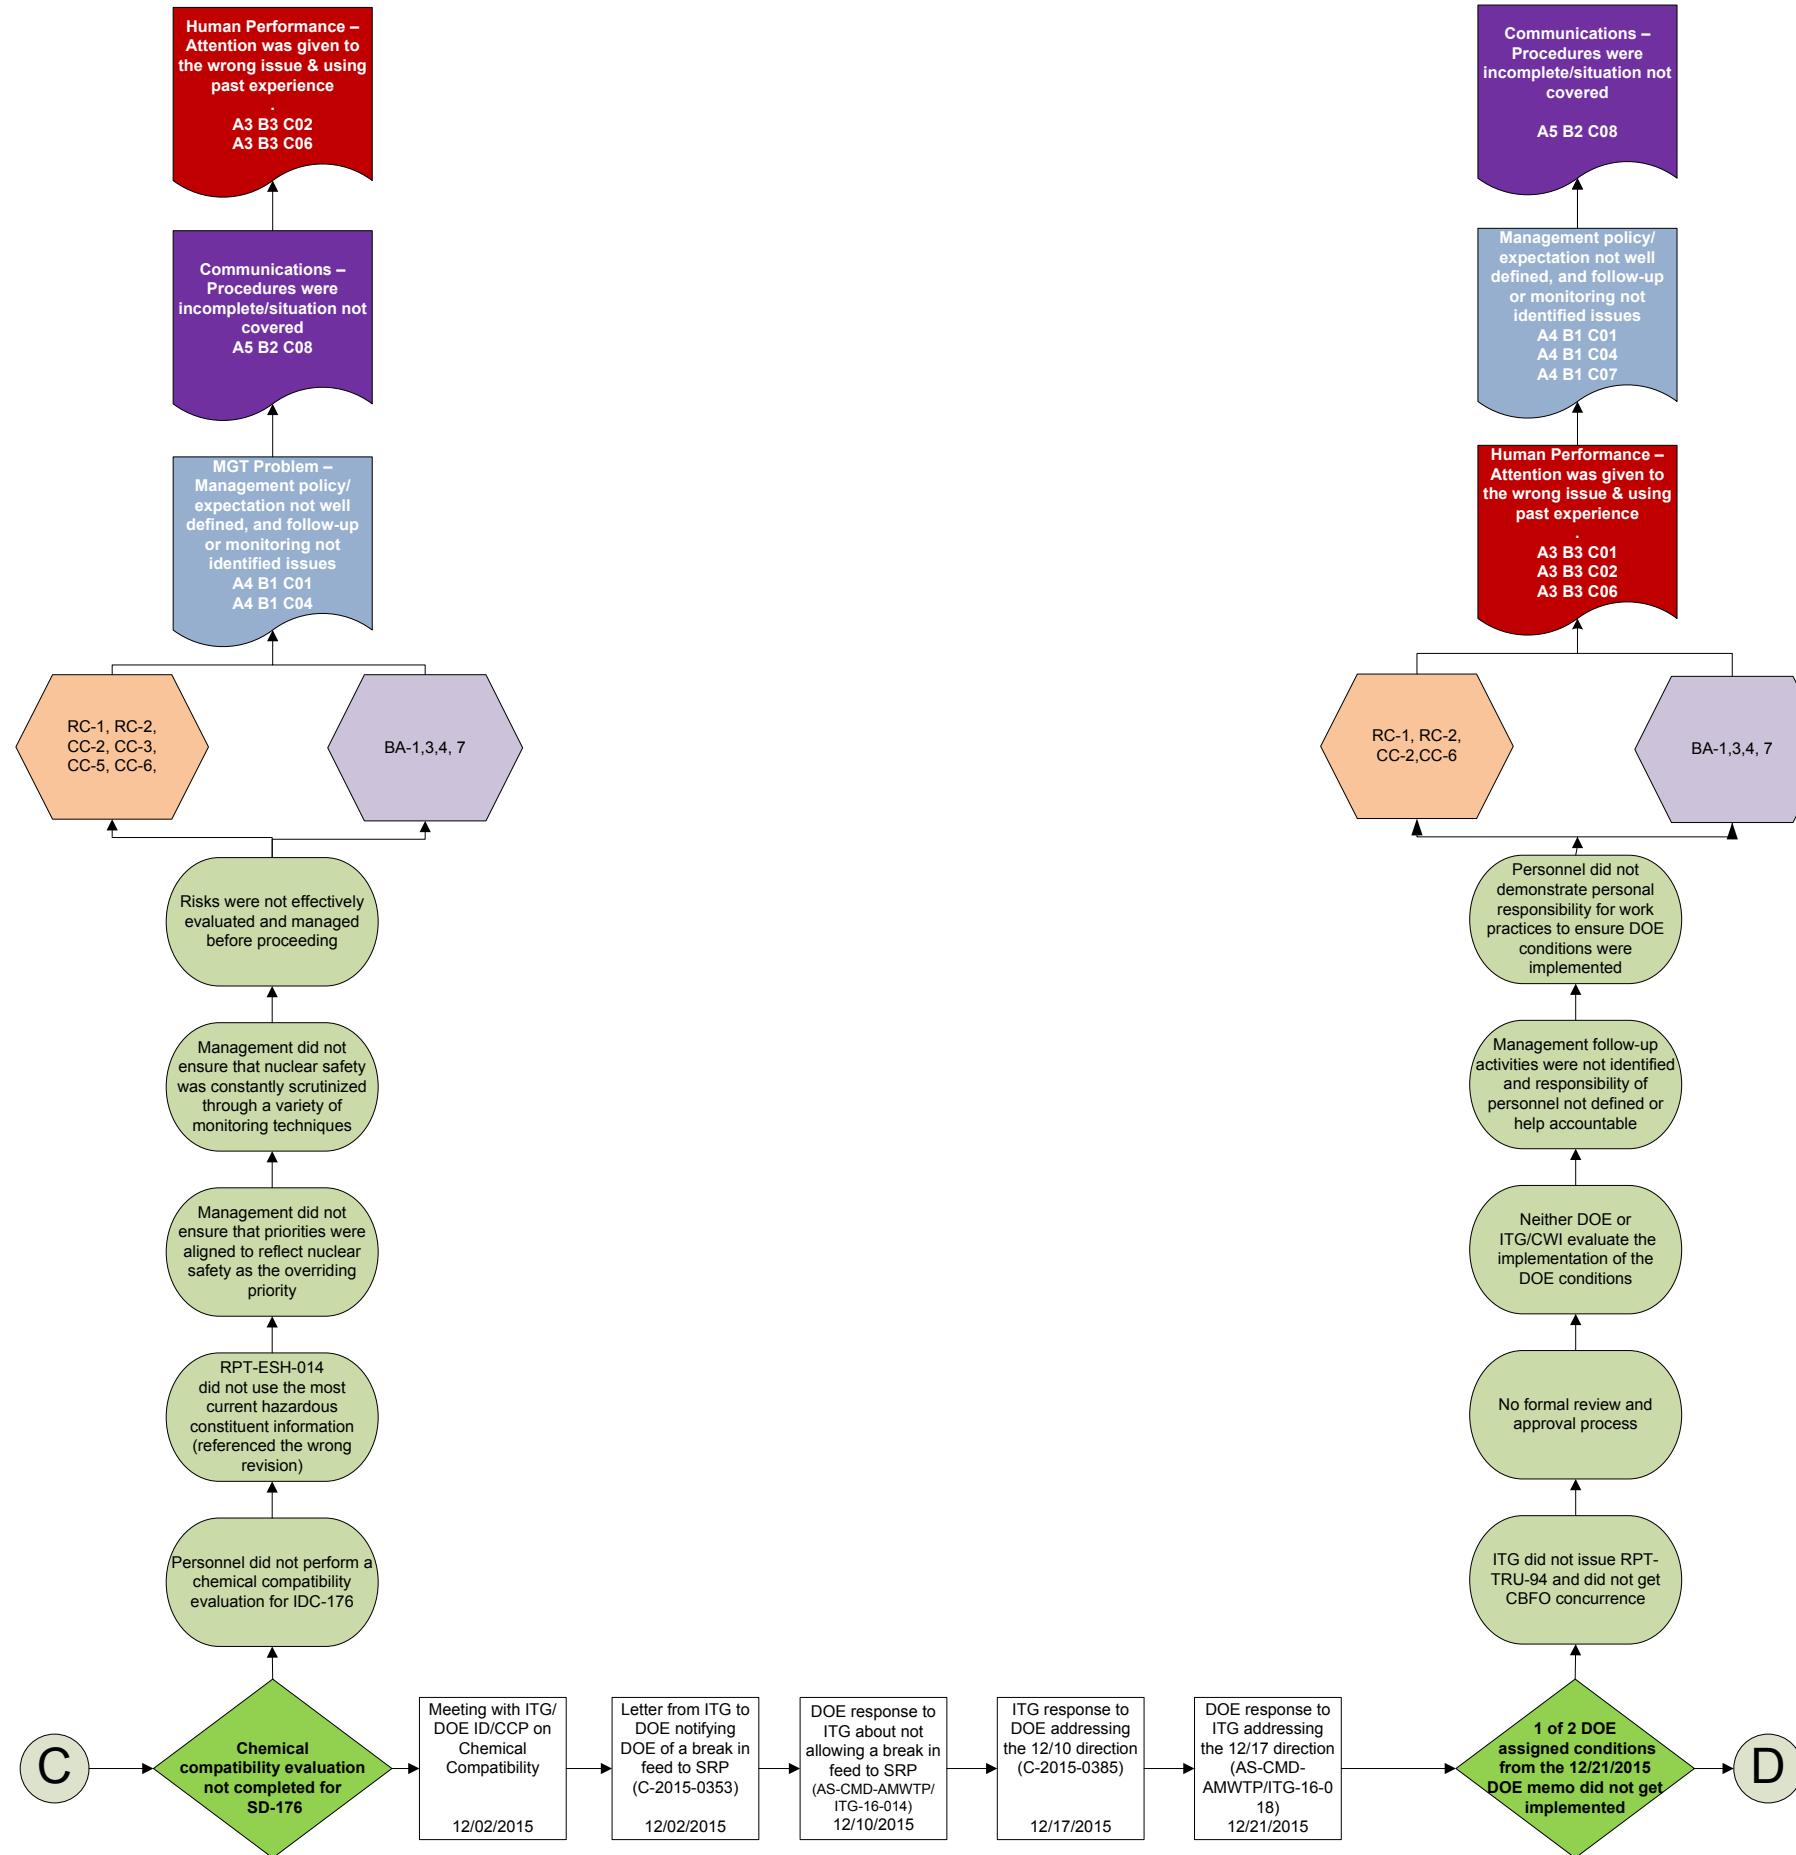 Human Performance –
Attention was given to
the wrong issue & using
past experience
.
A3 B3 C02
A3 B3 C06
Communications –
Procedures were
incomplete/situation not
covered
A5 B2 C08
MGT Problem –
Management policy/
expectation not well
defined, and follow-up
or monitoring not
identified issues
A4 B1 C01
A4 B1 C04
RC-1, RC-2,
CC-2, CC-3,
CC-5, CC-6,
BA-1,3,4, 7
Risks were not effectively
evaluated and managed
before proceeding
Management did not
ensure that nuclear safety
was constantly scrutinized
through a variety of
monitoring techniques
Management did not
ensure that priorities were
aligned to reflect nuclear
safety as the overriding
priority
RPT-ESH-014
did not use the most
current hazardous
constituent information
(referenced the wrong
revision)
Personnel did not perform a
chemical compatibility
evaluation for IDC-176
C
Chemical
compatibility evaluation
not completed for
SD-176
Meeting with ITG/
DOE ID/CCP on
Chemical
Compatibility
12/02/2015
Letter from ITG to
DOE notifying
DOE of a break in
feed to SRP
(C-2015-0353)
12/02/2015
DOE response to
ITG about not
allowing a break in
feed to SRP
(AS-CMD-AMWTP/
ITG-16-014)
12/10/2015
ITG response to
DOE addressing
the 12/10 direction
(C-2015-0385)
12/17/2015
DOE response to
ITG addressing
the 12/17 direction
(AS-CMD-
AMWTP/ITG-16-0
18)
12/21/2015
Communications –
Procedures were
incomplete/situation not
covered
A5 B2 C08
Management policy/
expectation not well
defined, and follow-up
or monitoring not
identified issues
A4 B1 C01
A4 B1 C04
A4 B1 C07
Human Performance –
Attention was given to
the wrong issue & using
past experience
.
A3 B3 C01
A3 B3 C02
A3 B3 C06
RC-1, RC-2,
CC-2,CC-6
BA-1,3,4, 7
Personnel did not
demonstrate personal
responsibility for work
practices to ensure DOE
conditions were
implemented
Management follow-up
activities were not identified
and responsibility of
personnel not defined or
help accountable
Neither DOE or
ITG/CWI evaluate the
implementation of the
DOE conditions
No formal review and
approval process
ITG did not issue RPT-
TRU-94 and did not get
CBFO concurrence
1 of 2 DOE
assigned conditions
from the 12/21/2015
DOE memo did not get
implemented
D